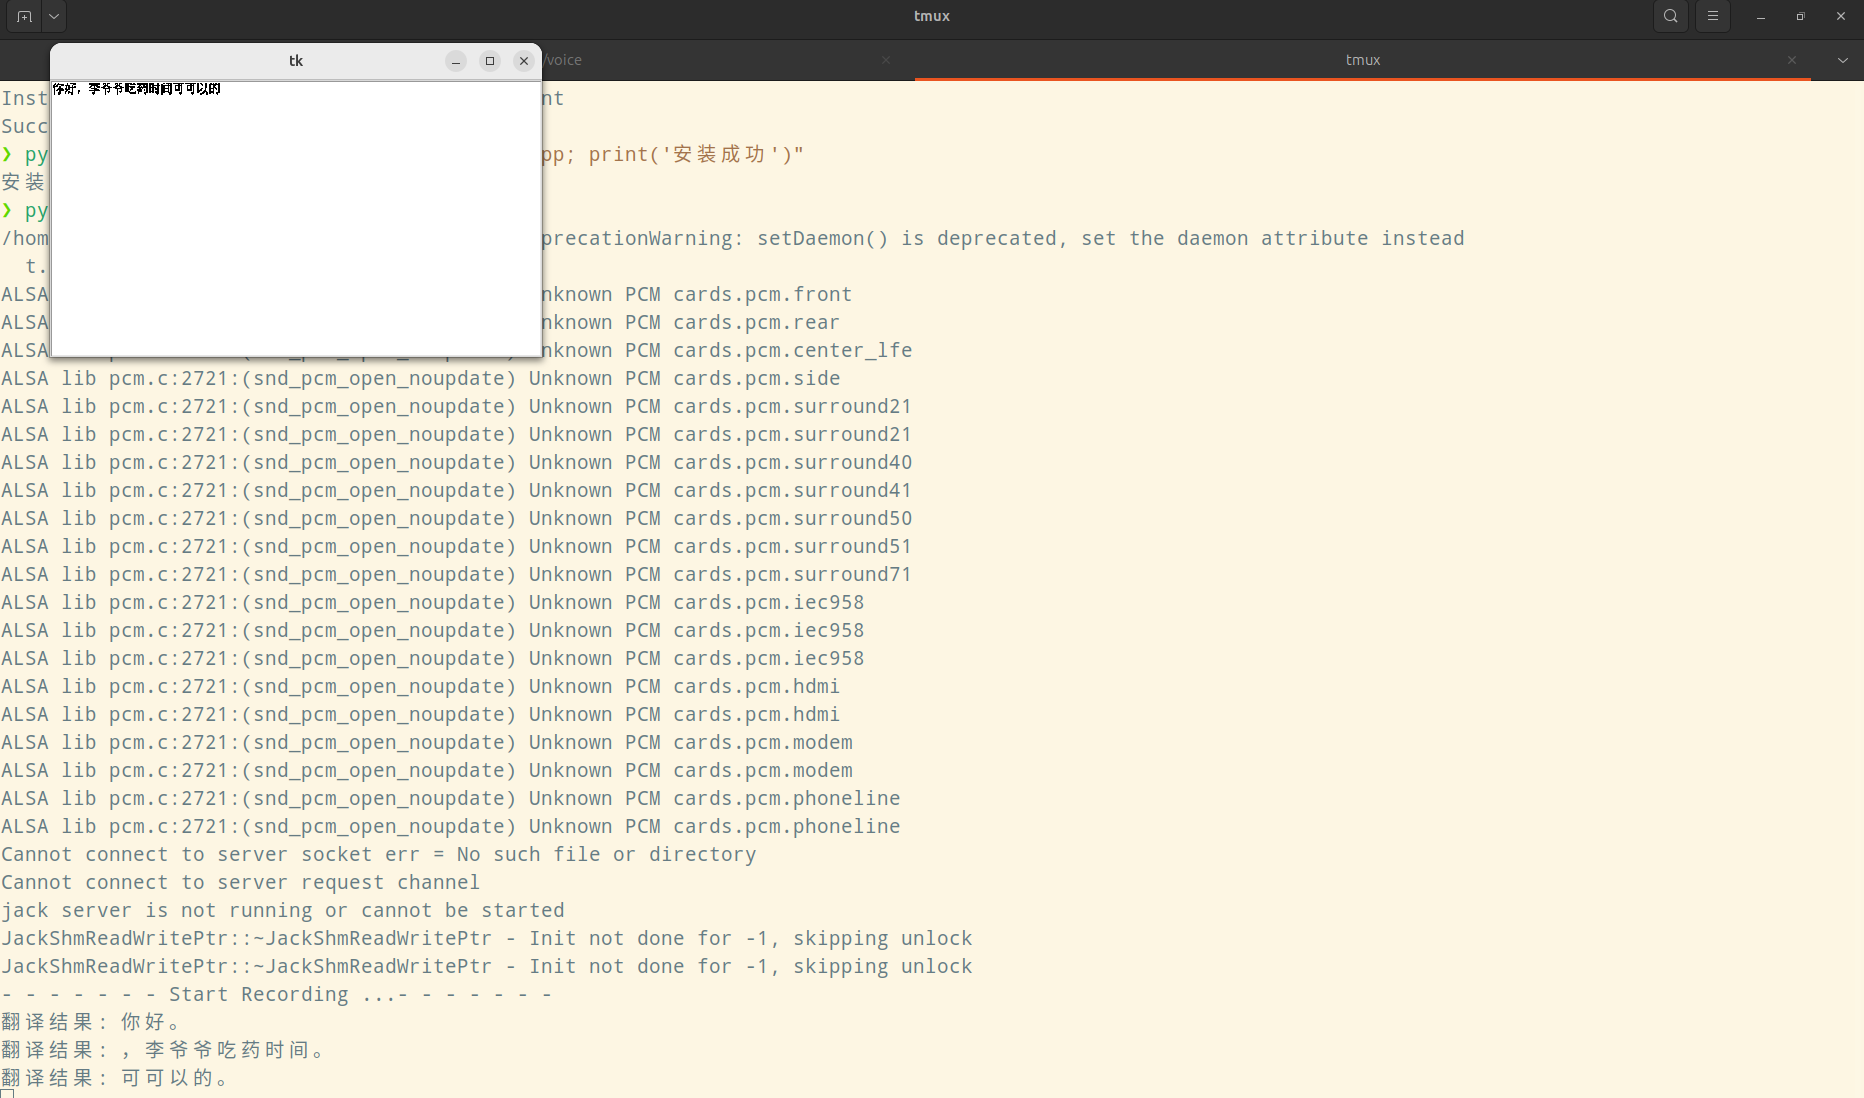 tmux
tk
/voice
tmux
你好，李爷爷吃药时间可可以的
Inst
nt
Succ
❯ py
pp; print('安装成功')"
安装
❯ py
/hom
precationWarning: setDaemon() is deprecated, set the daemon attribute instead
t.
ALSA
nknown PCM cards.pcm.front
ALSA
nknown PCM cards.pcm.rear
ALSA
nknown PCM cards.pcm.center_lfe
ALSA lib pcm.c:2721:(snd_pcm_open_noupdate) Unknown PCM cards.pcm.side
ALSA lib pcm.c:2721:(snd_pcm_open_noupdate) Unknown PCM cards.pcm.surround21
ALSA lib pcm.c:2721:(snd_pcm_open_noupdate) Unknown PCM cards.pcm.surround21
ALSA lib pcm.c:2721:(snd_pcm_open_noupdate) Unknown PCM cards.pcm.surround40
ALSA lib pcm.c:2721:(snd_pcm_open_noupdate) Unknown PCM cards.pcm.surround41
ALSA lib pcm.c:2721:(snd_pcm_open_noupdate) Unknown PCM cards.pcm.surround50
ALSA lib pcm.c:2721:(snd_pcm_open_noupdate) Unknown PCM cards.pcm.surround51
ALSA lib pcm.c:2721:(snd_pcm_open_noupdate) Unknown PCM cards.pcm.surround71
ALSA lib pcm.c:2721:(snd_pcm_open_noupdate) Unknown PCM cards.pcm.iec958
ALSA lib pcm.c:2721:(snd_pcm_open_noupdate) Unknown PCM cards.pcm.iec958
ALSA lib pcm.c:2721:(snd_pcm_open_noupdate) Unknown PCM cards.pcm.iec958
ALSA lib pcm.c:2721:(snd_pcm_open_noupdate) Unknown PCM cards.pcm.hdmi
ALSA lib pcm.c:2721:(snd_pcm_open_noupdate) Unknown PCM cards.pcm.hdmi
ALSA lib pcm.c:2721:(snd_pcm_open_noupdate) Unknown PCM cards.pcm.modem
ALSA lib pcm.c:2721:(snd_pcm_open_noupdate) Unknown PCM cards.pcm.modem
ALSA lib pcm.c:2721:(snd_pcm_open_noupdate) Unknown PCM cards.pcm.phoneline
ALSA lib pcm.c:2721:(snd_pcm_open_noupdate) Unknown PCM cards.pcm.phoneline
Cannot connect to server socket err = No such file or directory
Cannot connect to server request channel
jack server is not running or cannot be started
JackShmReadWritePtr::~JackShmReadWritePtr - Init not done for -1, skipping unlock
JackShmReadWritePtr::~JackShmReadWritePtr - Init not done for -1, skipping unlock
- - - - - - - Start Recording ...- - - - - - -
翻译结果: 你好。
翻译结果: ，李爷爷吃药时间。
翻译结果: 可可以的。